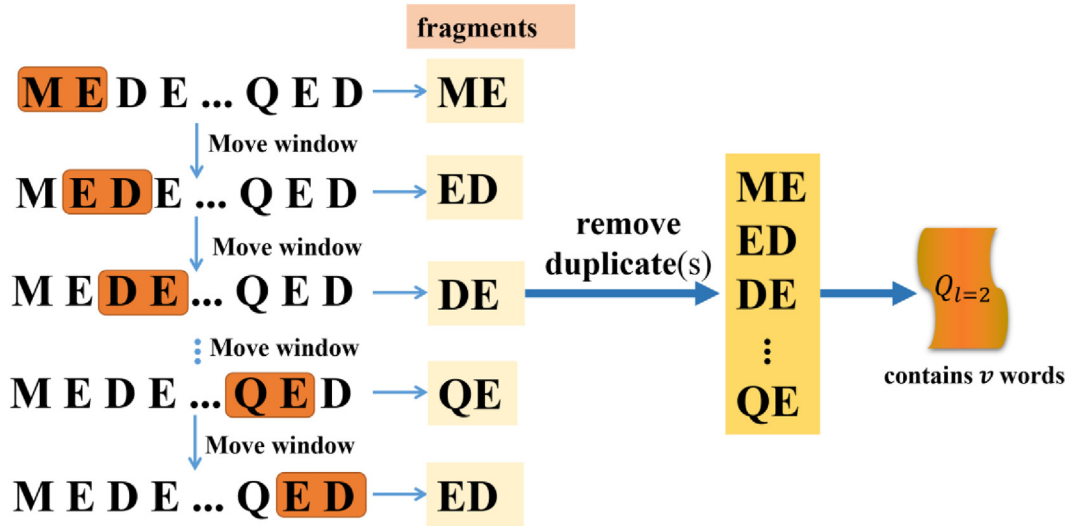 fragments
M E D E ... Q E D
ME
Move window
M E D E ... Q E D
ED
Move window
M E D E ... Q E D
DE
Move window
M E D E ... Q E D
QE
Move window
M E D E ... Q E D
ED
remove
duplicate(s)
ME
ED
DE
⋮
QE
Q_{l=2}
contains v words